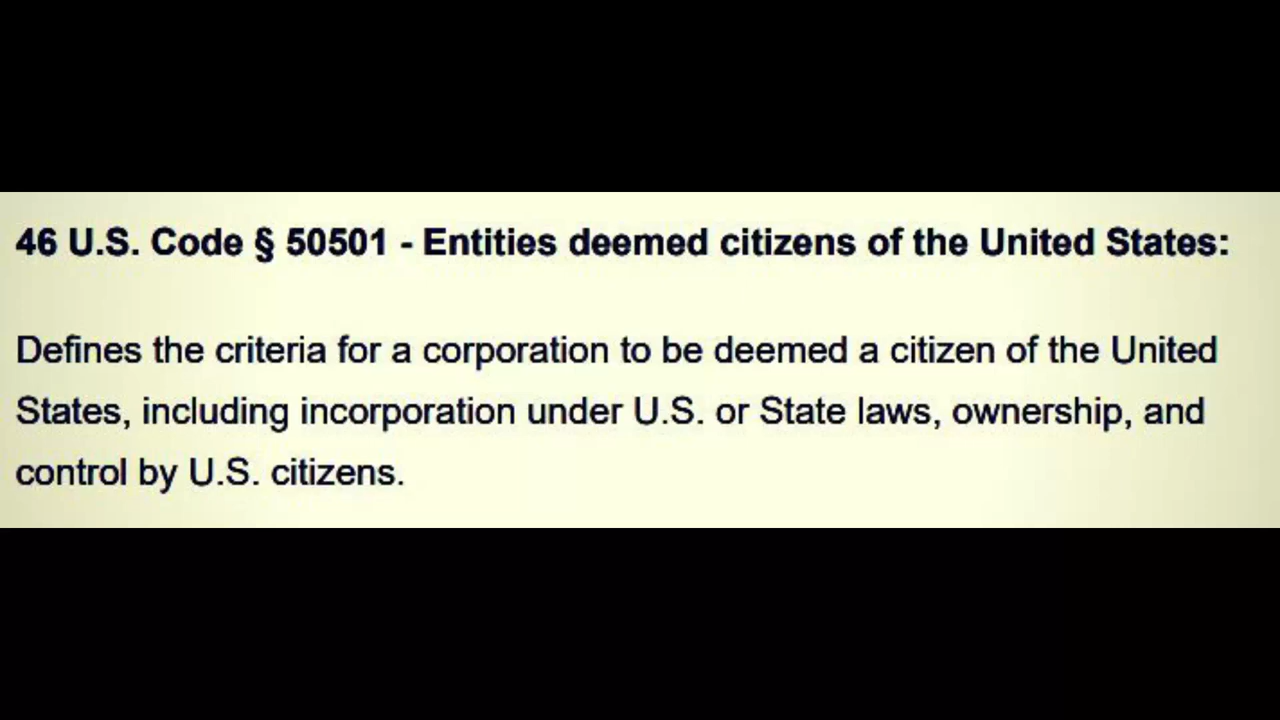 46 U.S. Code § 50501 - Entities deemed citizens of the United States:
Defines the criteria for a corporation to be deemed a citizen of the United
States, including incorporation under U.S. or State laws, ownership, and
control by U.S. citizens.